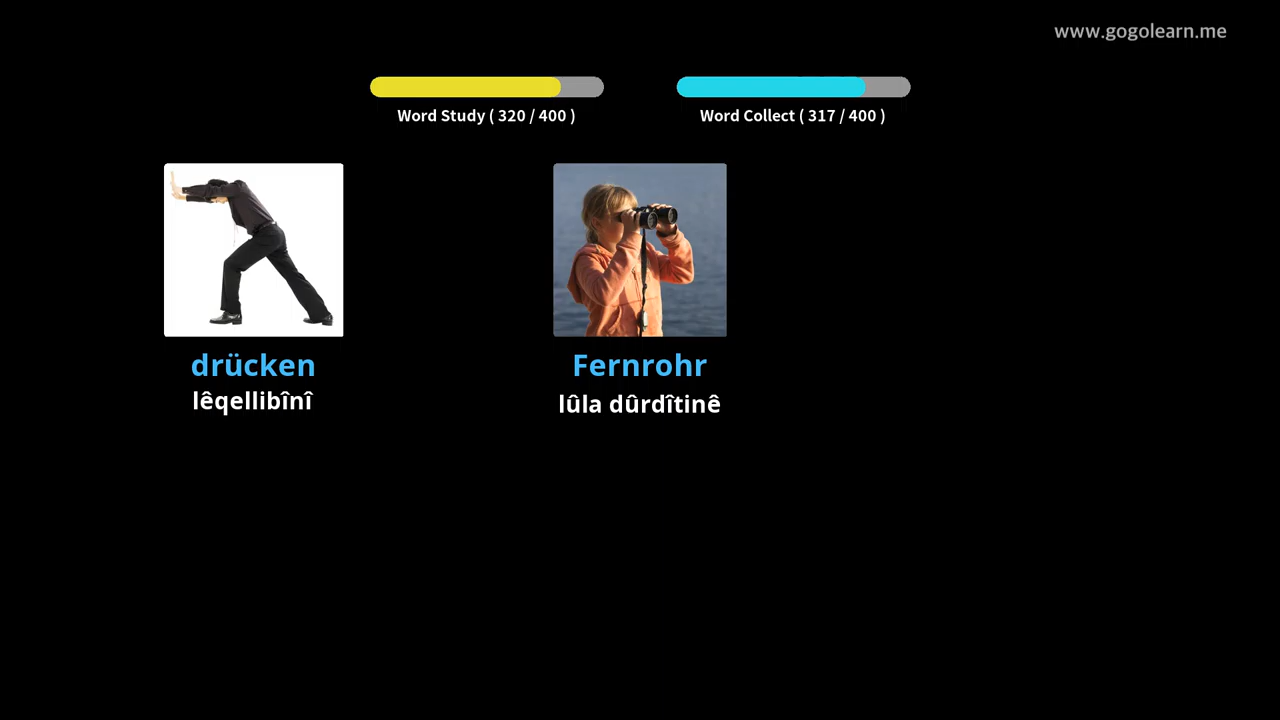 www.gogolearn.me
Word Study ( 320 / 400 )
Word Collect ( 317 / 400 )
drücken
lêqellibînî
Fernrohr
lûla dûrdîtinê